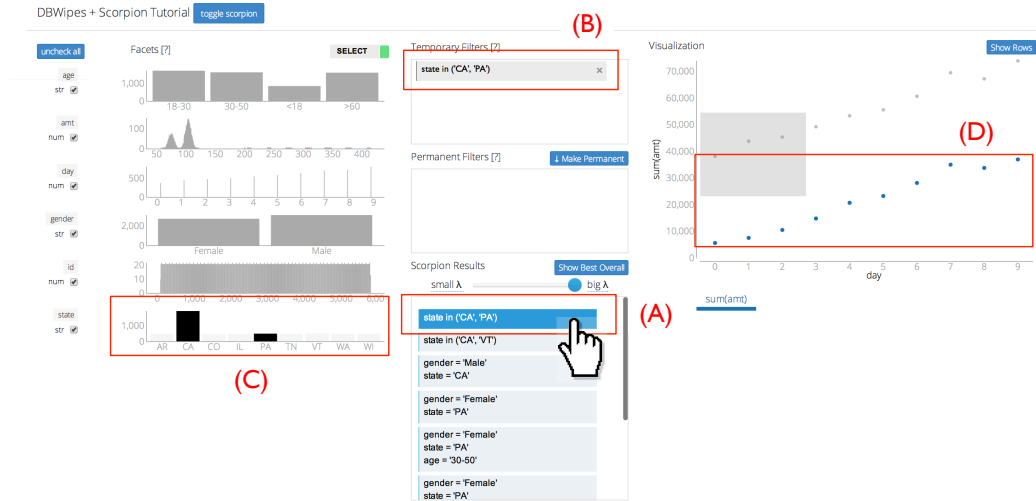 DBWipes + Scorpion Tutorial toggle scorpion
uncheck all
age
str
amt
num
day
num
gender
str
id
num
state
str
Facets [?]
SELECT
1,000
0
18-30 30-50 <18 >60
100
0
50 100 150 200 250 300 350 400
500
0
0 1 2 3 4 5 6 7 8 9
2,000
0
Female Male
20
10
0
0 1,000 2,000 3,000 4,000 5,000 6,00
1,000
0
AR CA CO IL PA TN VT WA WI
(C)
(B)
Temporary Filters [?]
state in ('CA', 'PA') ×
Permanent Filters [?] ↓ Make Permanent
Scorpion Results Show Best Overall
small λ big λ
state in ('CA', 'PA')
(A)
state in ('CA', 'VT')
gender = 'Male'
state = 'CA'
gender = 'Female'
state = 'PA'
gender = 'Female'
state = 'PA'
age = '30-50'
gender = 'Female'
state = 'PA'
Visualization
Show Rows
(D)
70,000
60,000
50,000
40,000
30,000
20,000
10,000
0
sum(amt)
0 1 2 3 4 5 6 7 8 9
day
sum(amt)